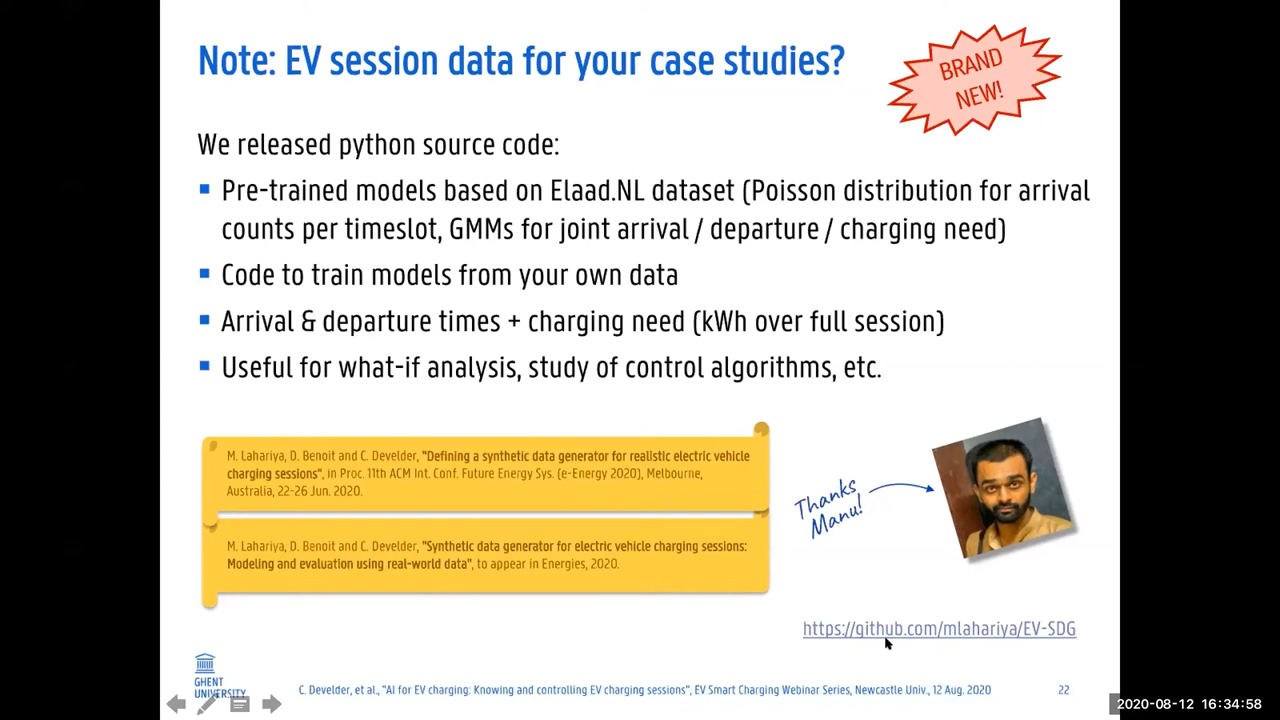 Note: EV session data for your case studies?
BRAND
NEW!
We released python source code:
Pre-trained models based on Elaad.NL dataset (Poisson distribution for arrival
counts per timeslot, GMMs for joint arrival / departure / charging need)
Code to train models from your own data
Arrival & departure times + charging need (kWh over full session)
Useful for what-if analysis, study of control algorithms, etc.
M. Lahariya, D. Benoit and C. Develder, "Defining a synthetic data generator for realistic electric vehicle
charging sessions", in Proc. 11th ACM Int. Conf. Future Energy Sys. (e-Energy 2020), Melbourne,
Australia, 22-26 Jun. 2020.
M. Lahariya, D. Benoit and C. Develder, "Synthetic data generator for electric vehicle charging sessions:
Modeling and evaluation using real-world data", to appear in Energies, 2020.
Thanks
Manu!
https://github.com/mlahariya/EV-SDG
GHENT
UNIVERSITY
C. Develder, et al., "AI for EV charging: Knowing and controlling EV charging sessions", EV Smart Charging Webinar Series, Newcastle Univ., 12 Aug. 2020
22
2020-08-12 16:34:58